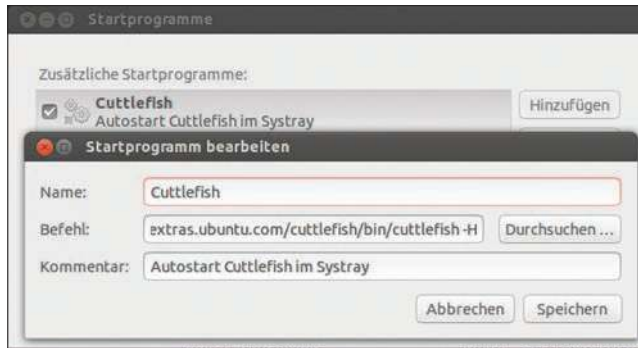 Startprogramme
Zusätzliche Startprogramme:
Cuttlefish
Autostart Cuttlefish im Systray
Hinzufügen
Startprogramm bearbeiten
Name: Cuttlefish
Befehl: extras.ubuntu.com/cuttlefish/bin/cuttlefish -H Durchsuchen ...
Kommentar: Autostart Cuttlefish im Systray
Abbrechen Speichern